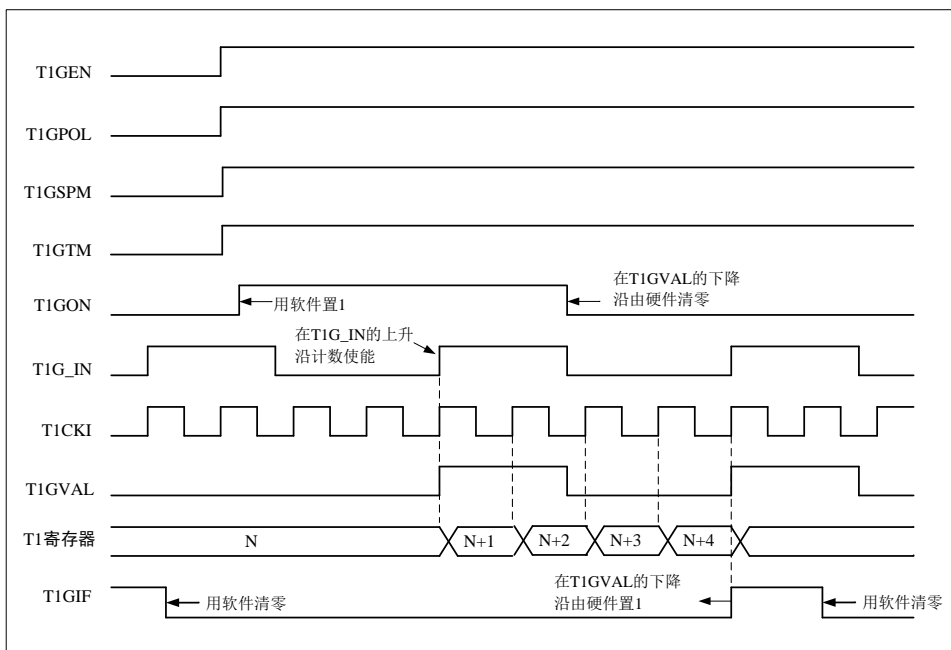 T1GEN
T1GPOL
T1GSPM
T1GTM
T1GON
用软件置1
在T1GVAL的下降
沿由硬件清零
T1G_IN
在T1G_IN的上升
沿计数使能
T1CKI
T1GVAL
T1寄存器
N
N+1
N+2
N+3
N+4
T1GIF
用软件清零
在T1GVAL的下降
沿由硬件置1
用软件清零